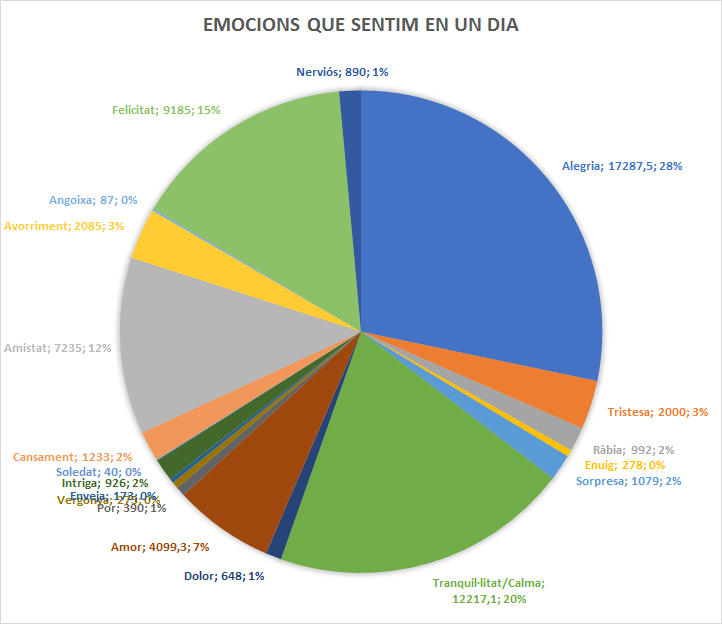 EMOCIONS QUE SENTIM EN UN DIA
Nerviós; 890; 1%
Felicitat; 9185; 15%
Alegria; 17287,5; 28%
Angoixa; 87; 0%
Avorriment; 2085; 3%
Amistat; 7235; 12%
Tristesa; 2000; 3%
Ràbia; 992; 2%
Cansament; 1233; 2%
Enuig; 278; 0%
Soledat; 40; 0%
Sorpresa; 1079; 2%
Intriga; 926; 2%
Enveja; 173; 0%
Vergonya; 275; 0%
Por; 390; 1%
Amor; 4099,3; 7%
Dolor; 648; 1%
Tranquil·litat/Calma;
12217,1; 20%